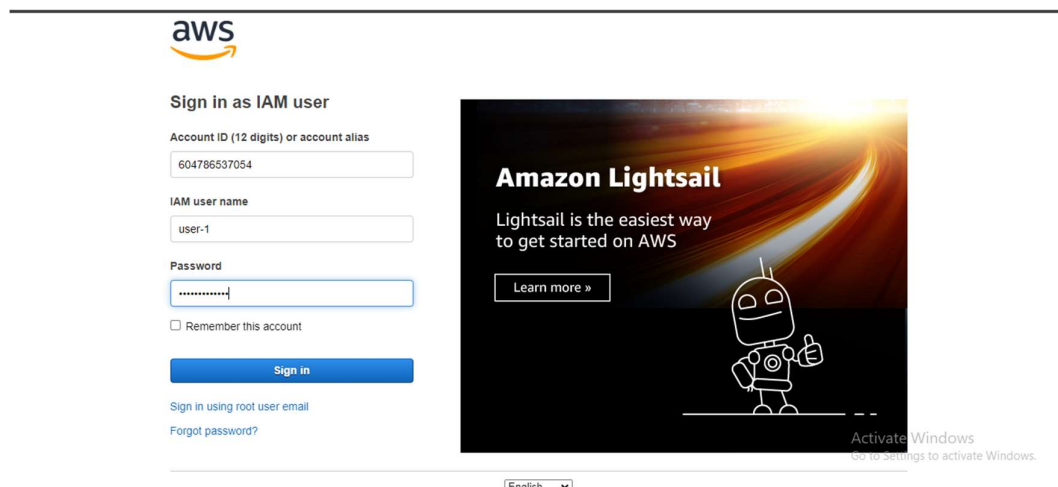 aws
Sign in as IAM user
Account ID (12 digits) or account alias
604786537054
IAM user name
user-1
Password
•••••••••••••
Remember this account
Sign in
Sign in using root user email
Forgot password?
Amazon Lightsail
Lightsail is the easiest way
to get started on AWS
Learn more »
Activate Windows
Go to Settings to activate Windows.
English